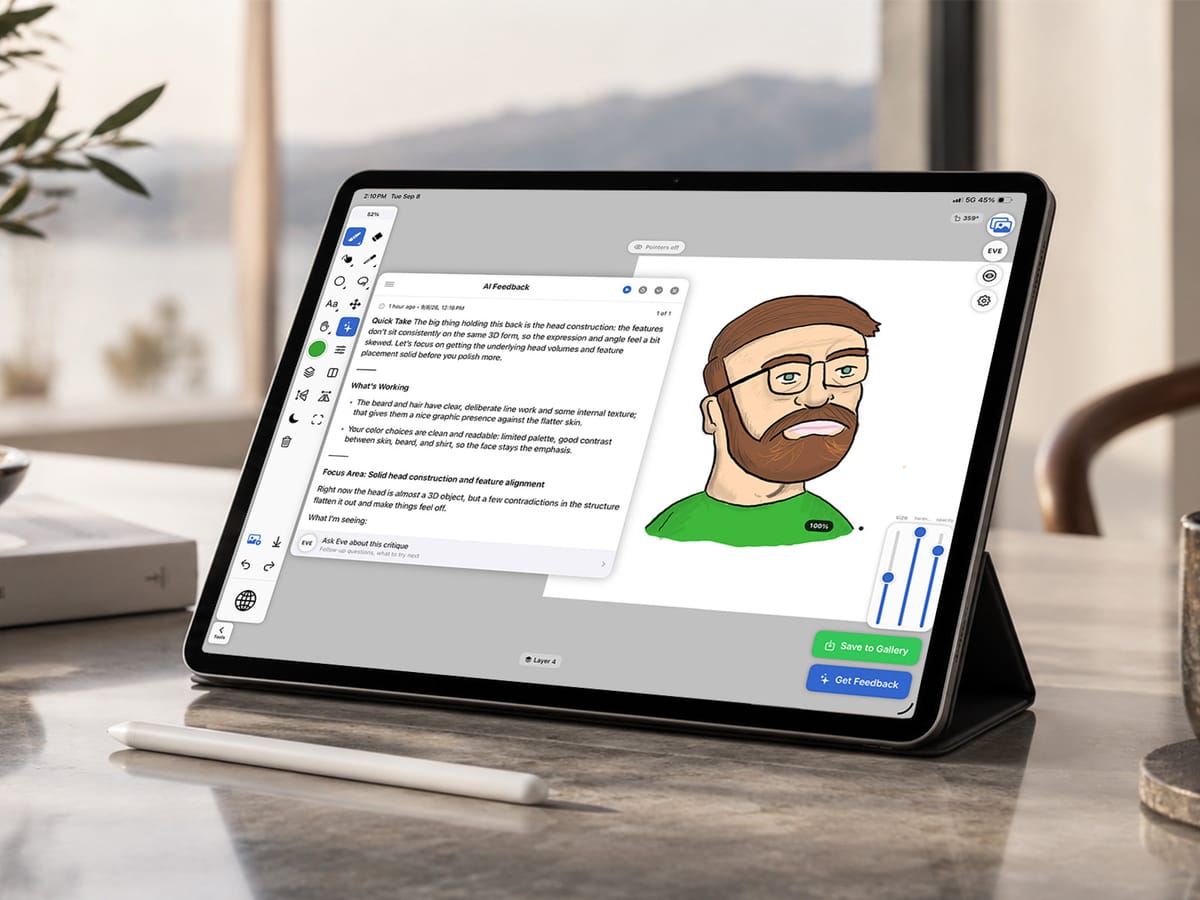 2:10 PM Tue Sep 8
5G 45%
52%
359°
Pointers off
EVE
AI Feedback
1 hour ago • 9/8/26, 12:16 PM
1 of 1
Quick Take The big thing holding this back is the head construction: the features
don't sit consistently on the same 3D form, so the expression and angle feel a bit
skewed. Let's focus on getting the underlying head volumes and feature
placement solid before you polish more.
What's Working
• The beard and hair have clear, deliberate line work and some internal texture;
that gives them a nice graphic presence against the flatter skin.
• Your color choices are clean and readable: limited palette, good contrast
between skin, beard, and shirt, so the face stays the emphasis.
Focus Area: Solid head construction and feature alignment
Right now the head is almost a 3D object, but a few contradictions in the structure
flatten it out and make things feel off.
What I'm seeing:
EVE
Ask Eve about this critique
Follow-up questions, what to try next
Aa
100%
size
opacity
Save to Gallery
Get Feedback
Layer 4
Tools